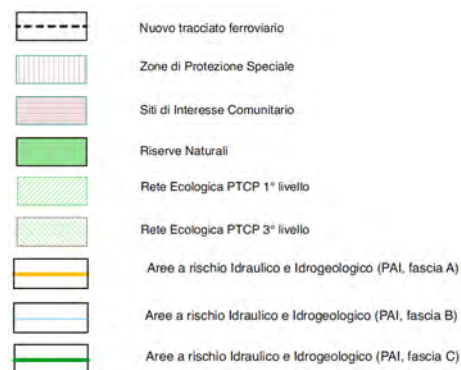 Nuovo tracciato ferroviario
Zone di Protezione Speciale
Siti di Interesse Comunitario
Riserve Naturali
Rete Ecologica PTCP 1° livello
Rete Ecologica PTCP 3° livello
Aree a rischio Idraulico e Idrogeologico (PAI, fascia A)
Aree a rischio Idraulico e Idrogeologico (PAI, fascia B)
Aree a rischio Idraulico e Idrogeologico (PAI, fascia C)